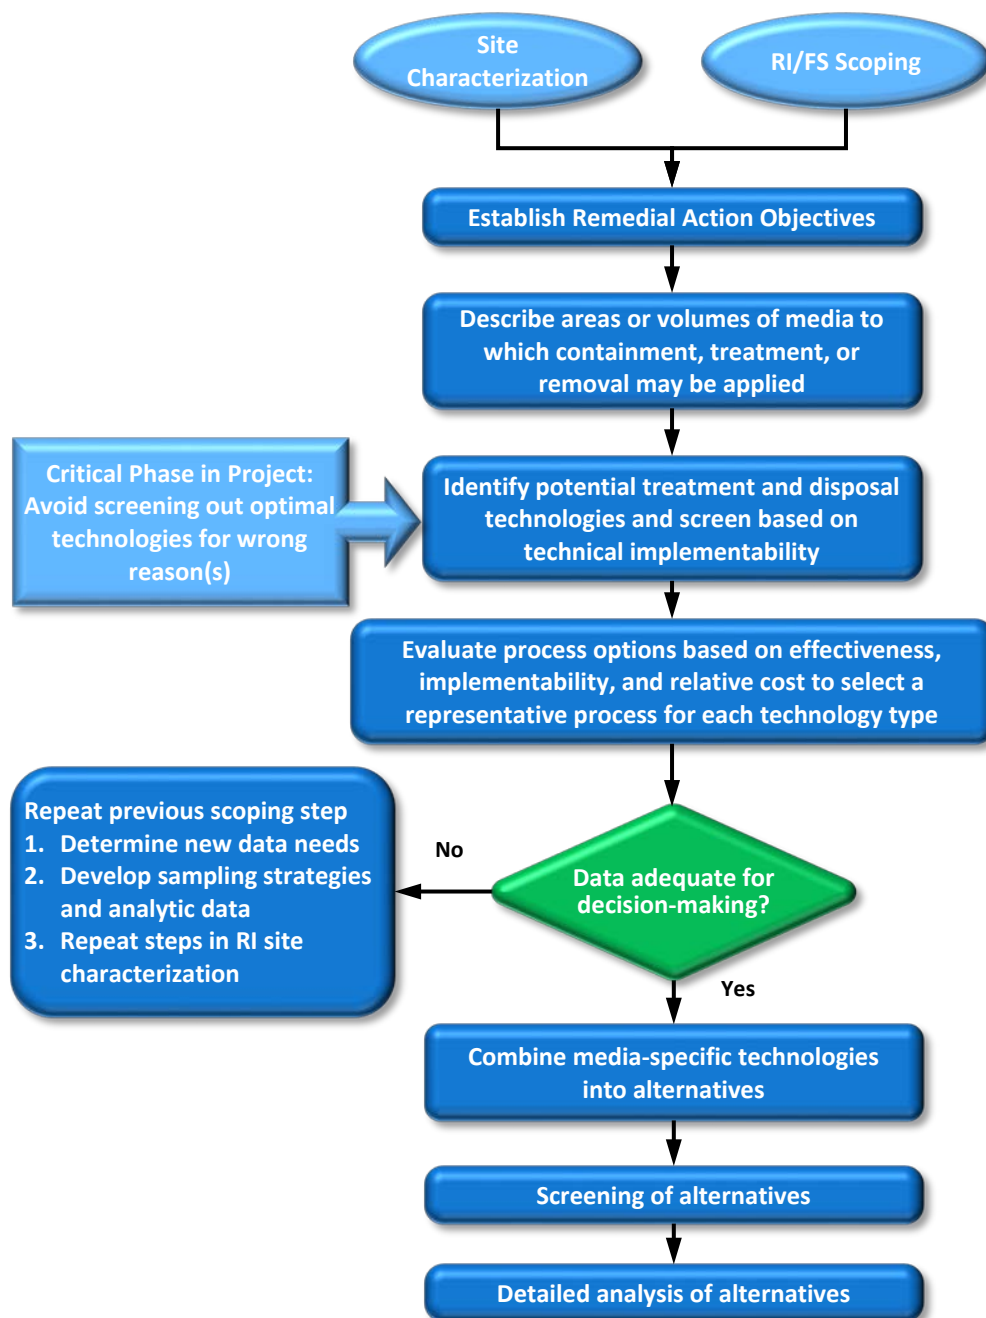 Site
Characterization
RI/FS Scoping
Establish Remedial Action Objectives
Describe areas or volumes of media to
which containment, treatment, or
removal may be applied
Critical Phase in Project:
Avoid screening out optimal
technologies for wrong
reason(s)
Identify potential treatment and disposal
technologies and screen based on
technical implementability
Evaluate process options based on effectiveness,
implementability, and relative cost to select a
representative process for each technology type
Repeat previous scoping step
1. Determine new data needs
2. Develop sampling strategies
and analytic data
3. Repeat steps in RI site
characterization
No
Data adequate for
decision-making?
Yes
Combine media-specific technologies
into alternatives
Screening of alternatives
Detailed analysis of alternatives